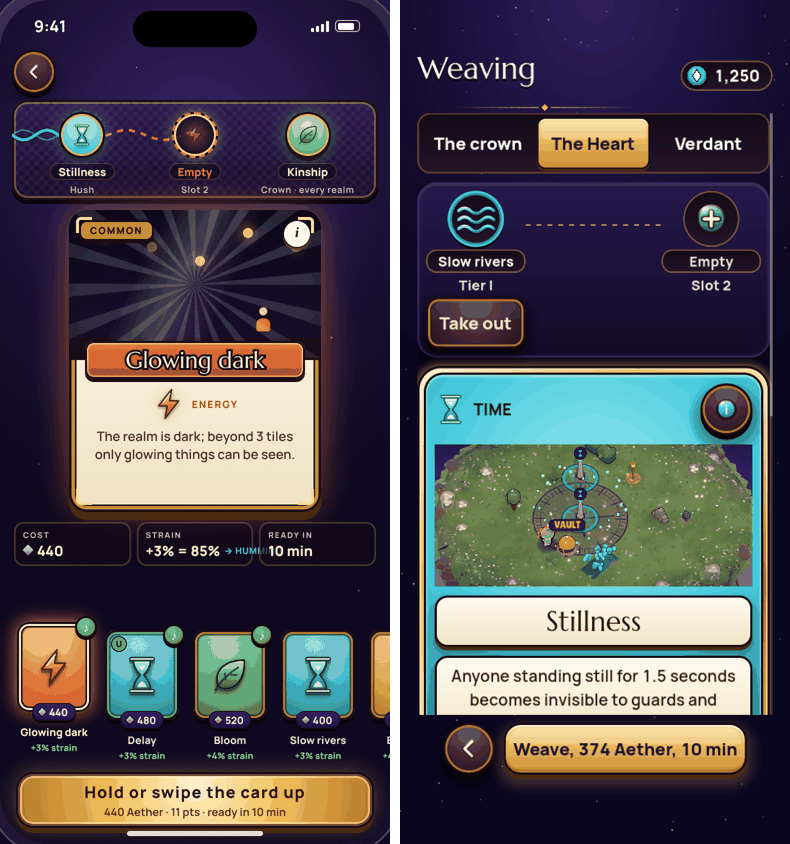 9:41
Stillness
Empty
Kinship
Hush
Slot 2
Crown · every realm
COMMON
i
Glowing dark
ENERGY
The realm is dark; beyond 3 tiles
only glowing things can be seen.
COST
440
STRAIN
+3% = 85%
READY IN
10 min
U
440
480
520
400
Glowing dark
Delay
Bloom
Slow rivers
+3% strain
+3% strain
+4% strain
+3% strain
Hold or swipe the card up
440 Aether · 11 pts · ready in 10 min
Weaving
1,250
The crown
The Heart
Verdant
Slow rivers
Empty
Tier I
Slot 2
Take out
TIME
i
VAULT
Stillness
Anyone standing still for 1.5 seconds
becomes invisible to guards and
Weave, 374 Aether, 10 min